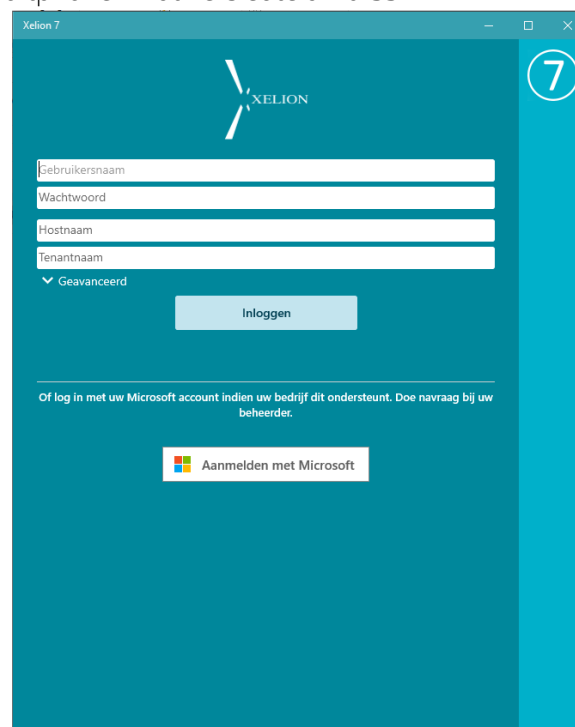 Xelion 7
7
XELION
Gebruikersnaam
Wachtwoord
Hostnaam
Tenantnaam
Geavanceerd
Inloggen
Of log in met uw Microsoft account indien uw bedrijf dit ondersteunt. Doe navraag bij uw
beheerder.
Aanmelden met Microsoft